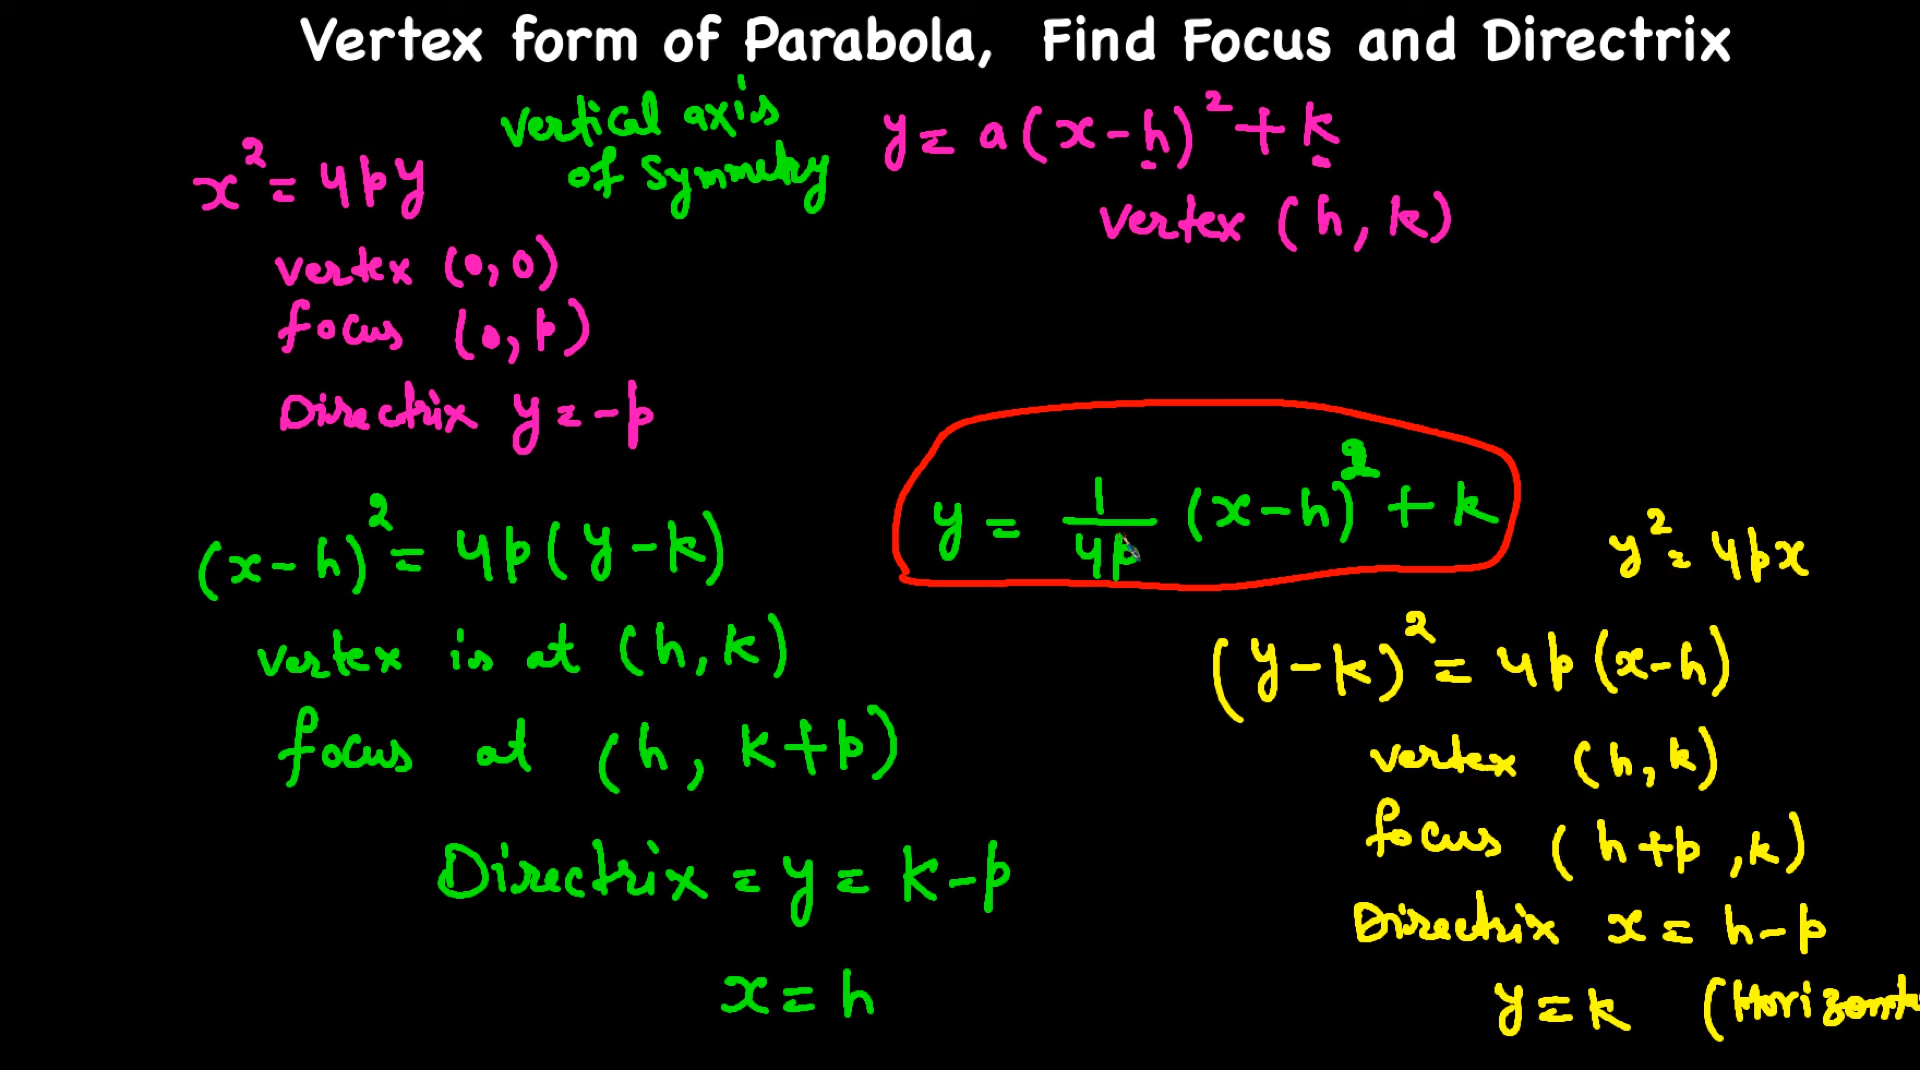 Vertex form of Parabola, Find Focus and Directrix
vertical axis
of Symmetry
x² = 4py
vertex (0,0)
focus (0,p)
Directrix y = -p
y = a(x-h)² + k
vertex (h, k)
(x-h)² = 4p(y-k)
vertex is at (h,k)
focus at (h, k+p)
Directrix = y = k-p
x = h
y = 1/4p (x-h)² + k
y² = 4px
(y-k)² = 4p(x-h)
vertex (h,k)
focus (h+p,k)
Directrix x = h-p
y = k (Horizont